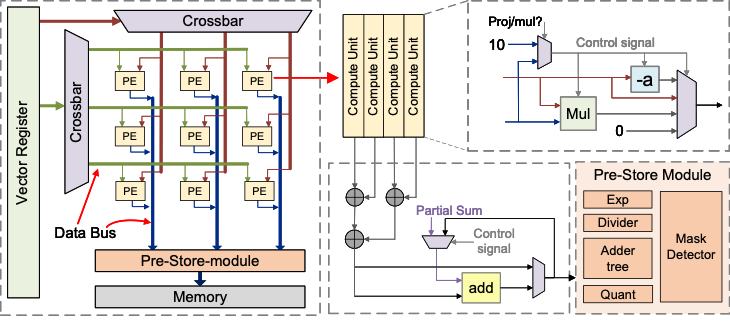 Vector Register
Crossbar
Crossbar
PE
PE
PE
PE
PE
PE
PE
PE
PE
Data Bus
Pre-Store-module
Memory
Compute Unit
Compute Unit
Compute Unit
Compute Unit
Proj/mul?
10
Control signal
-a
Mul
0
Partial Sum
Control
signal
add
Pre-Store Module
Exp
Divider
Adder
tree
Quant
Mask
Detector